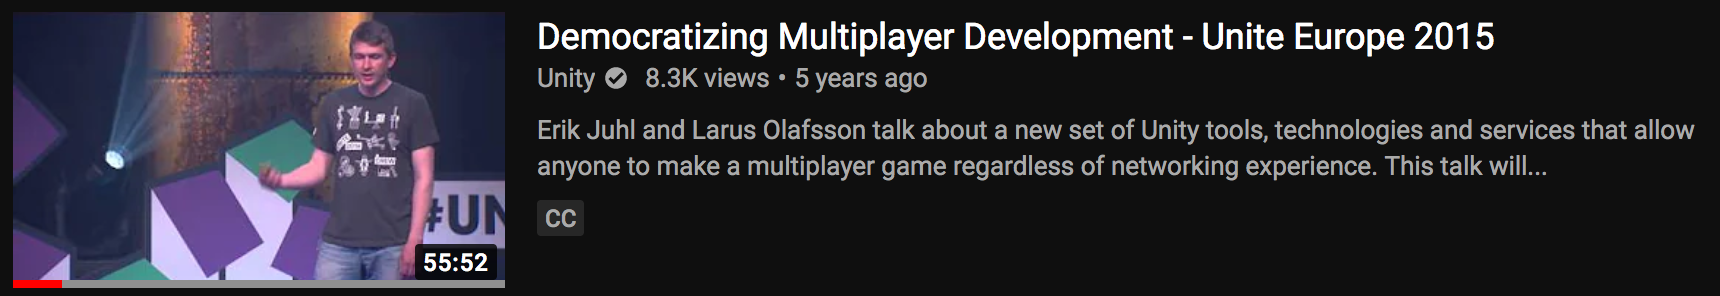 Democratizing Multiplayer Development - Unite Europe 2015
Unity 8.3K views • 5 years ago
Erik Juhl and Larus Olafsson talk about a new set of Unity tools, technologies and services that allow
anyone to make a multiplayer game regardless of networking experience. This talk will...
CC
#UN
55:52